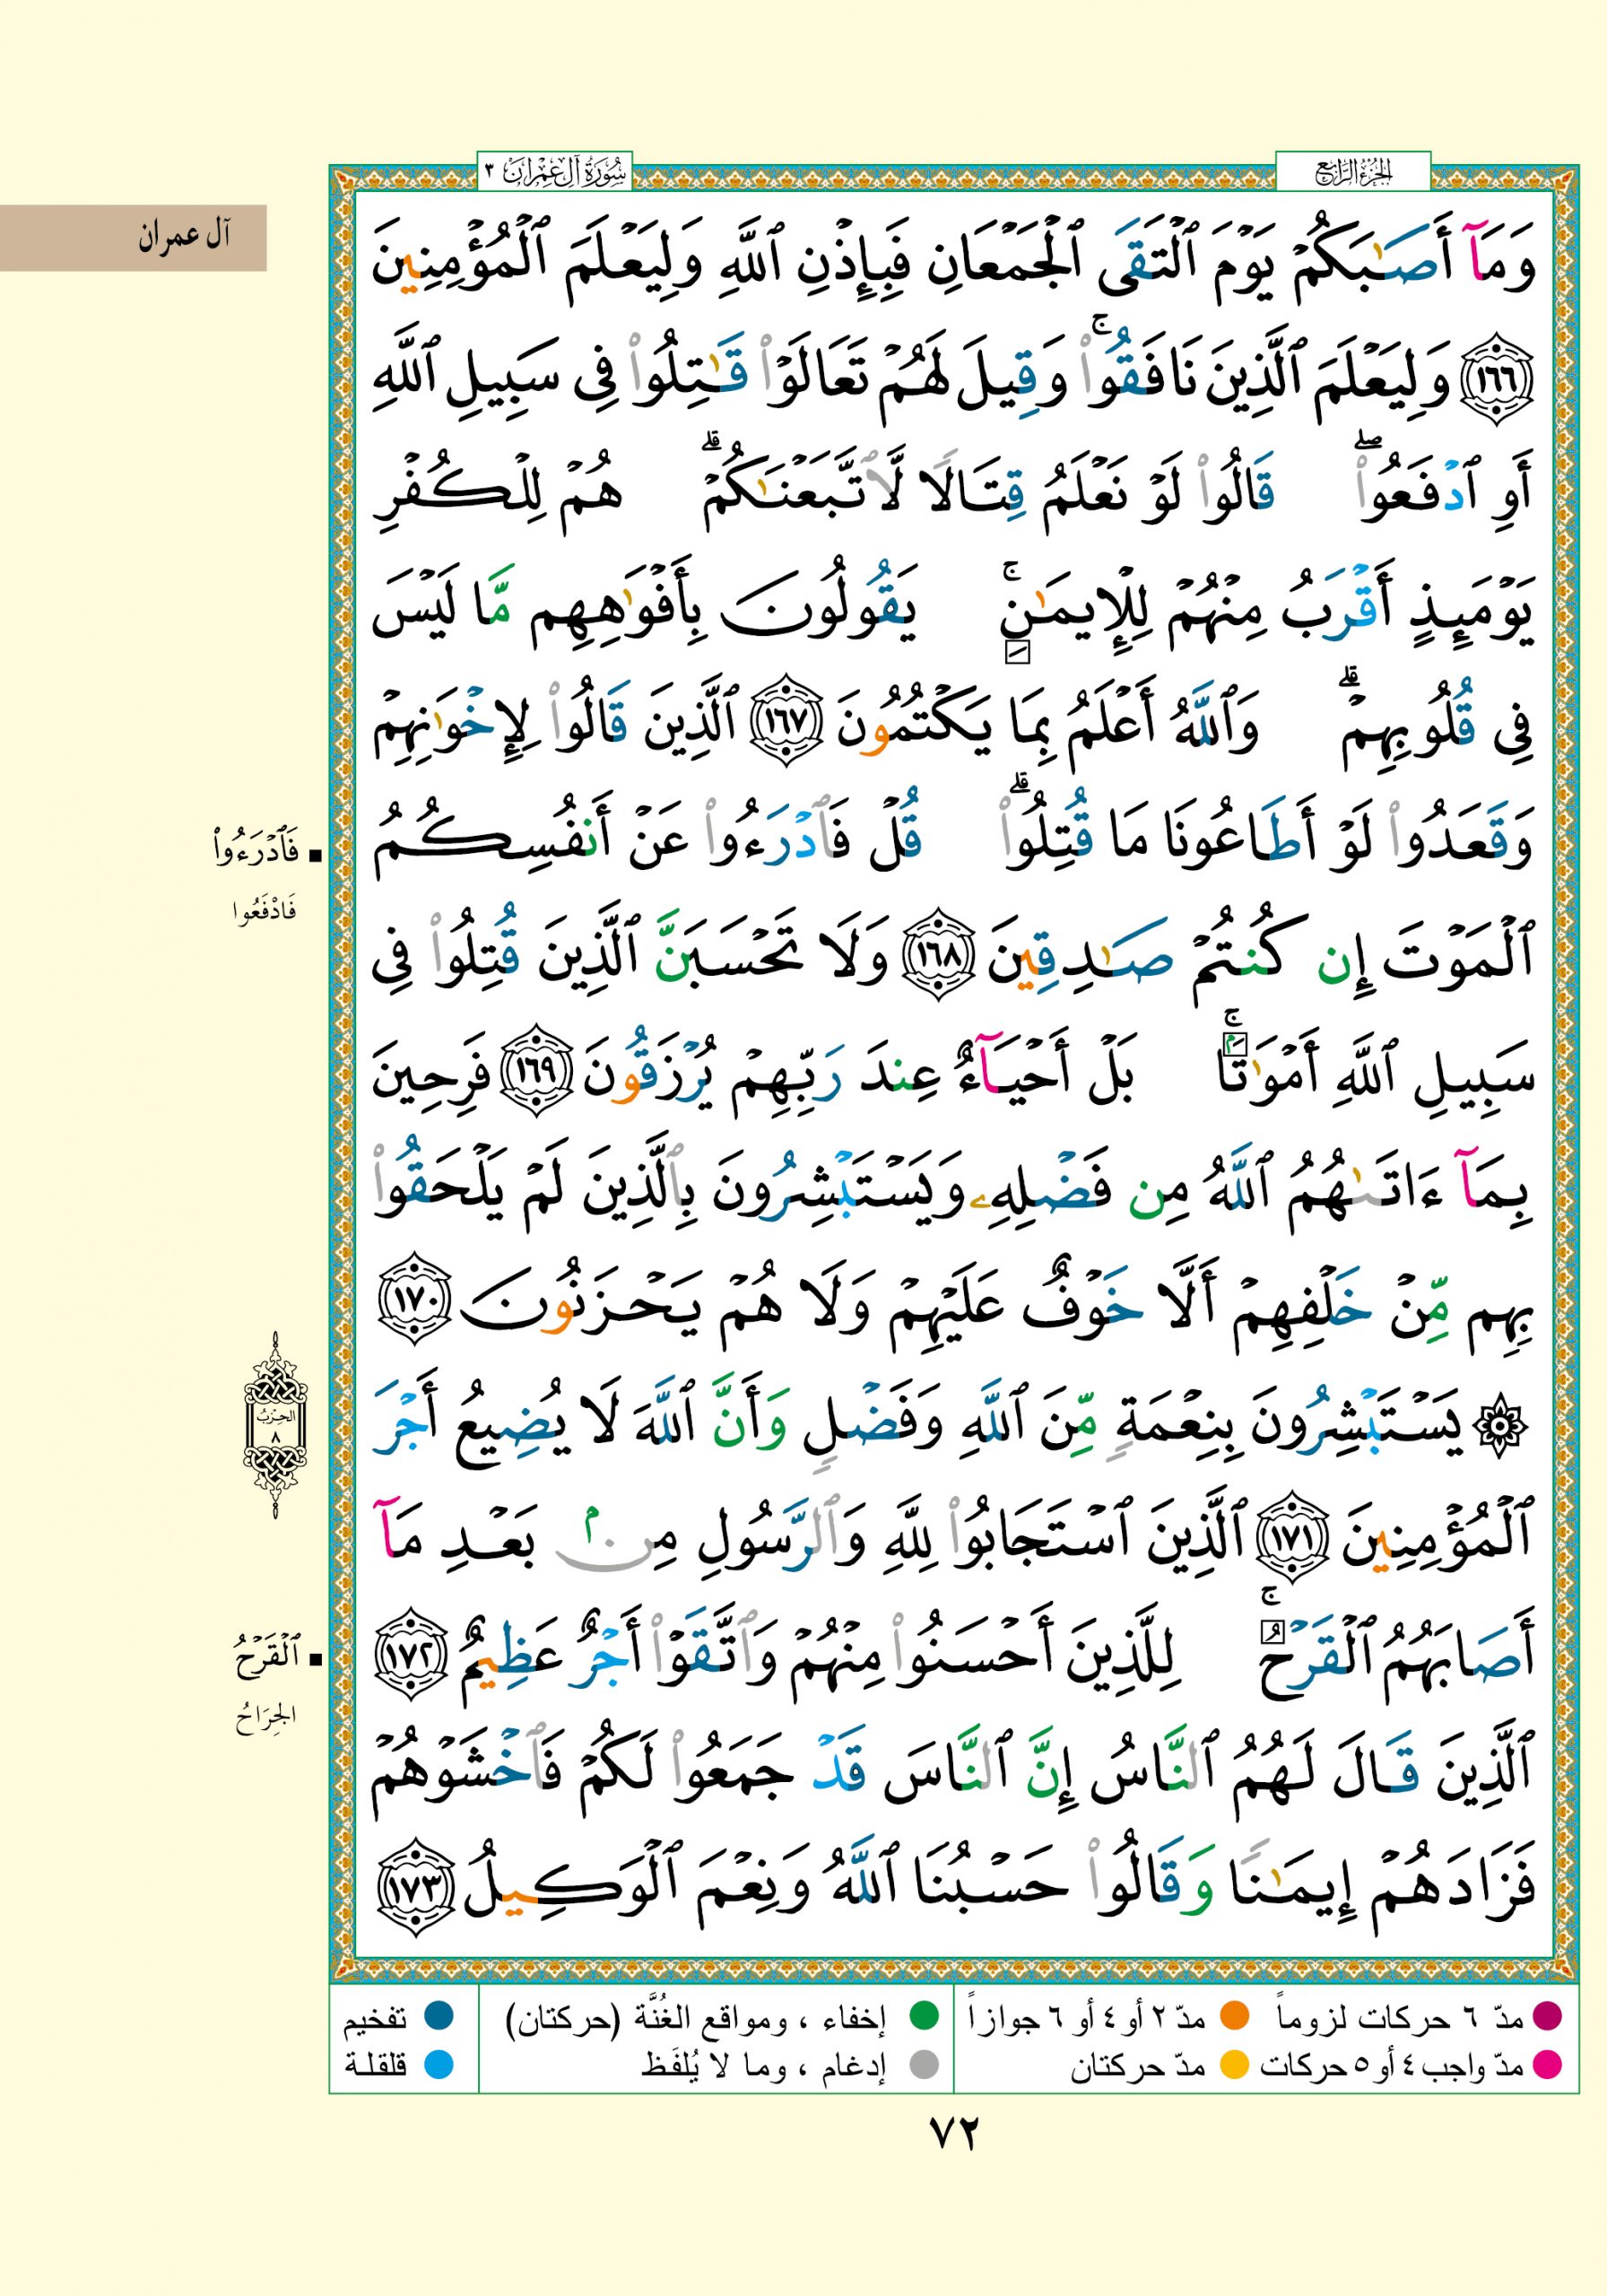 الجزء الرابع
سورة آل عمران ٣
آل عمران
وَمَآ أَصَـٰبَكُمْ يَوْمَ ٱلْتَقَى ٱلْجَمْعَانِ فَبِإِذْنِ ٱللَّهِ وَلِيَعْلَمَ ٱلْمُؤْمِنِينَ
﴿١٦٦﴾ وَلِيَعْلَمَ ٱلَّذِينَ نَافَقُوا۟ ۚ وَقِيلَ لَهُمْ تَعَالَوْا۟ قَـٰتِلُوا۟ فِى سَبِيلِ ٱللَّهِ
أَوِ ٱدْفَعُوا۟ ۖ قَالُوا۟ لَوْ نَعْلَمُ قِتَالًا لَّٱتَّبَعْنَـٰكُمْ ۗ هُمْ لِلْكُفْرِ
يَوْمَئِذٍ أَقْرَبُ مِنْهُمْ لِلْإِيمَـٰنِ ۚ يَقُولُونَ بِأَفْوَٰهِهِم مَّا لَيْسَ
فِى قُلُوبِهِمْ ۗ وَٱللَّهُ أَعْلَمُ بِمَا يَكْتُمُونَ ﴿١٦٧﴾ ٱلَّذِينَ قَالُوا۟ لِإِخْوَٰنِهِمْ
وَقَعَدُوا۟ لَوْ أَطَاعُونَا مَا قُتِلُوا۟ ۗ قُلْ فَٱدْرَءُوا۟ عَنْ أَنفُسِكُمُ
فَٱدْرَءُوا۟
فَادْفَعُوا
ٱلْمَوْتَ إِن كُنتُمْ صَـٰدِقِينَ ﴿١٦٨﴾ وَلَا تَحْسَبَنَّ ٱلَّذِينَ قُتِلُوا۟ فِى
سَبِيلِ ٱللَّهِ أَمْوَٰتًۢا ۚ بَلْ أَحْيَآءٌ عِندَ رَبِّهِمْ يُرْزَقُونَ ﴿١٦٩﴾ فَرِحِينَ
بِمَآ ءَاتَىٰهُمُ ٱللَّهُ مِن فَضْلِهِۦ وَيَسْتَبْشِرُونَ بِٱلَّذِينَ لَمْ يَلْحَقُوا۟
بِهِم مِّنْ خَلْفِهِمْ أَلَّا خَوْفٌ عَلَيْهِمْ وَلَا هُمْ يَحْزَنُونَ ﴿١٧٠﴾
۞ يَسْتَبْشِرُونَ بِنِعْمَةٍ مِّنَ ٱللَّهِ وَفَضْلٍ وَأَنَّ ٱللَّهَ لَا يُضِيعُ أَجْرَ
الحزب
٨
ٱلْمُؤْمِنِينَ ﴿١٧١﴾ ٱلَّذِينَ ٱسْتَجَابُوا۟ لِلَّهِ وَٱلرَّسُولِ مِنۢ بَعْدِ مَآ
أَصَابَهُمُ ٱلْقَرْحُ ۚ لِلَّذِينَ أَحْسَنُوا۟ مِنْهُمْ وَٱتَّقَوْا۟ أَجْرٌ عَظِيمٌ ﴿١٧٢﴾
ٱلْقَرْحُ
الجِرَاحُ
ٱلَّذِينَ قَالَ لَهُمُ ٱلنَّاسُ إِنَّ ٱلنَّاسَ قَدْ جَمَعُوا۟ لَكُمْ فَٱخْشَوْهُمْ
فَزَادَهُمْ إِيمَـٰنًا وَقَالُوا۟ حَسْبُنَا ٱللَّهُ وَنِعْمَ ٱلْوَكِيلُ ﴿١٧٣﴾
مدّ ٦ حركات لزوماً مدّ ٢ أو ٤ أو ٦ جوازاً إخفاء ، ومواقع الغُنَّة (حركتان) تفخيم
مدّ واجب ٤ أو ٥ حركات مدّ حركتان إدغام ، وما لا يُلفَظ قلقلة
٧٢